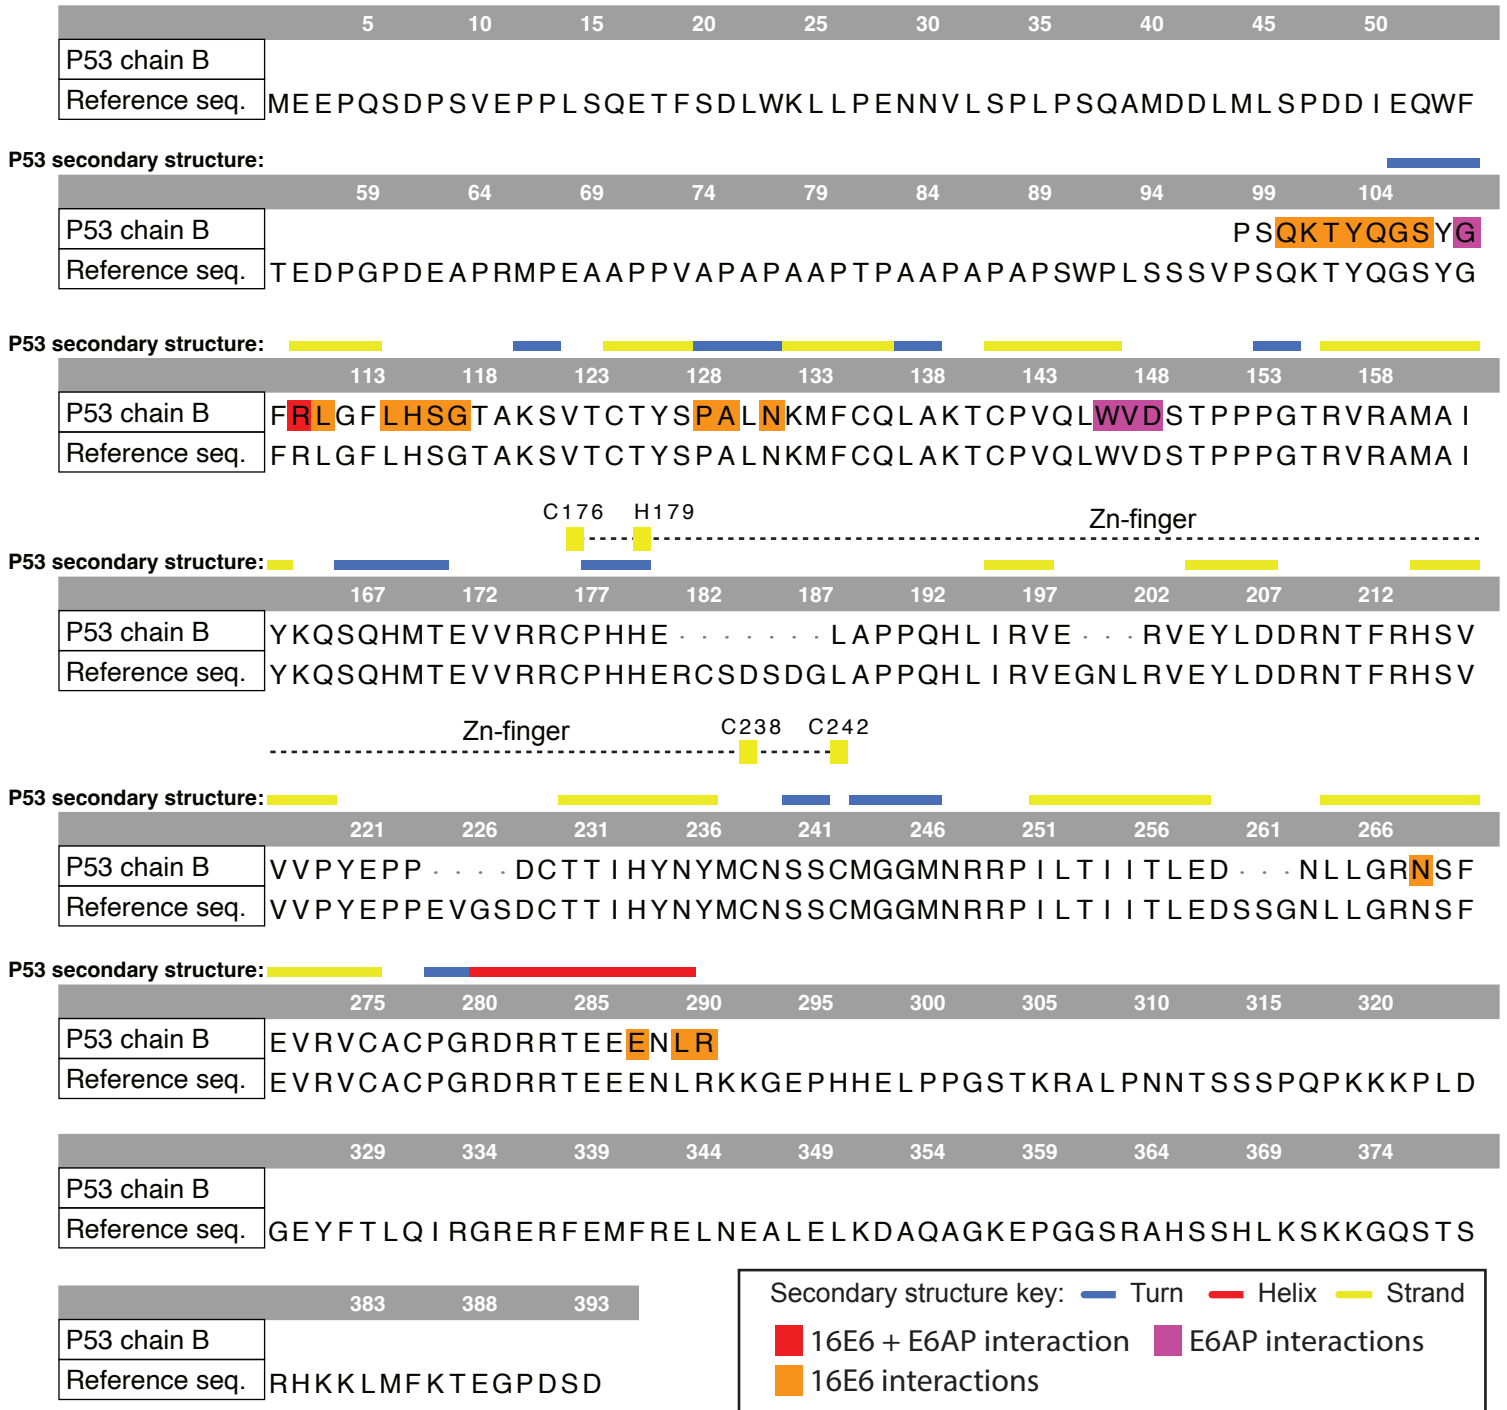 5 10 15 20 25 30 35 40 45 50
P53 chain B
Reference seq. MEEPQSDPSVEPPLSQETFSDLWKLLPENNVLSPLPSQAMDDLMLSPDDIEQWF
P53 secondary structure:
59 64 69 74 79 84 89 94 99 104
P53 chain B PSQKTYQGSYG
Reference seq. TEDPGPDEAPRMPEAAPPVAPAPAAPTPAAPAPAPSWPLSSSVPSQKTYQGSYG
P53 secondary structure:
113 118 123 128 133 138 143 148 153 158
P53 chain B FRLGFLHSGTAKSVTCTYSPALNKMFCQLAKTCPVQLWVDSTPPPGTRVRAMAI
Reference seq. FRLGFLHSGTAKSVTCTYSPALNKMFCQLAKTCPVQLWVDSTPPPGTRVRAMAI
C176 H179 Zn-finger
P53 secondary structure:
167 172 177 182 187 192 197 202 207 212
P53 chain B YKQSQHMTEVVRRCPHHE.......LAPPQHLIRVE...RVEYLDDRNTFRHSV
Reference seq. YKQSQHMTEVVRRCPHHERCSDSDGLAPPQHLIRVEGNLRVEYLDDRNTFRHSV
Zn-finger C238 C242
P53 secondary structure:
221 226 231 236 241 246 251 256 261 266
P53 chain B VVPYEPP....DCTTIHYNYMCNSSCMGGMNRRPILTIITLED...NLLGRNSF
Reference seq. VVPYEPPEVGSDCTTIHYNYMCNSSCMGGMNRRPILTIITLEDSSGNLLGRNSF
P53 secondary structure:
275 280 285 290 295 300 305 310 315 320
P53 chain B EVRVCACPGRDRRTEEENLR
Reference seq. EVRVCACPGRDRRTEEENLRKKGEPHHELPPGSTKRALPNNTSSSPQPKKKPLD
329 334 339 344 349 354 359 364 369 374
P53 chain B
Reference seq. GEYFTLQIRGRERFEMFRELNEALELKDAQAGKEPGGSRAHSSHLKSKKGQSTS
383 388 393
P53 chain B
Reference seq. RHKKLMFKTEGPDSD
Secondary structure key: Turn Helix Strand
16E6 + E6AP interaction E6AP interactions
16E6 interactions